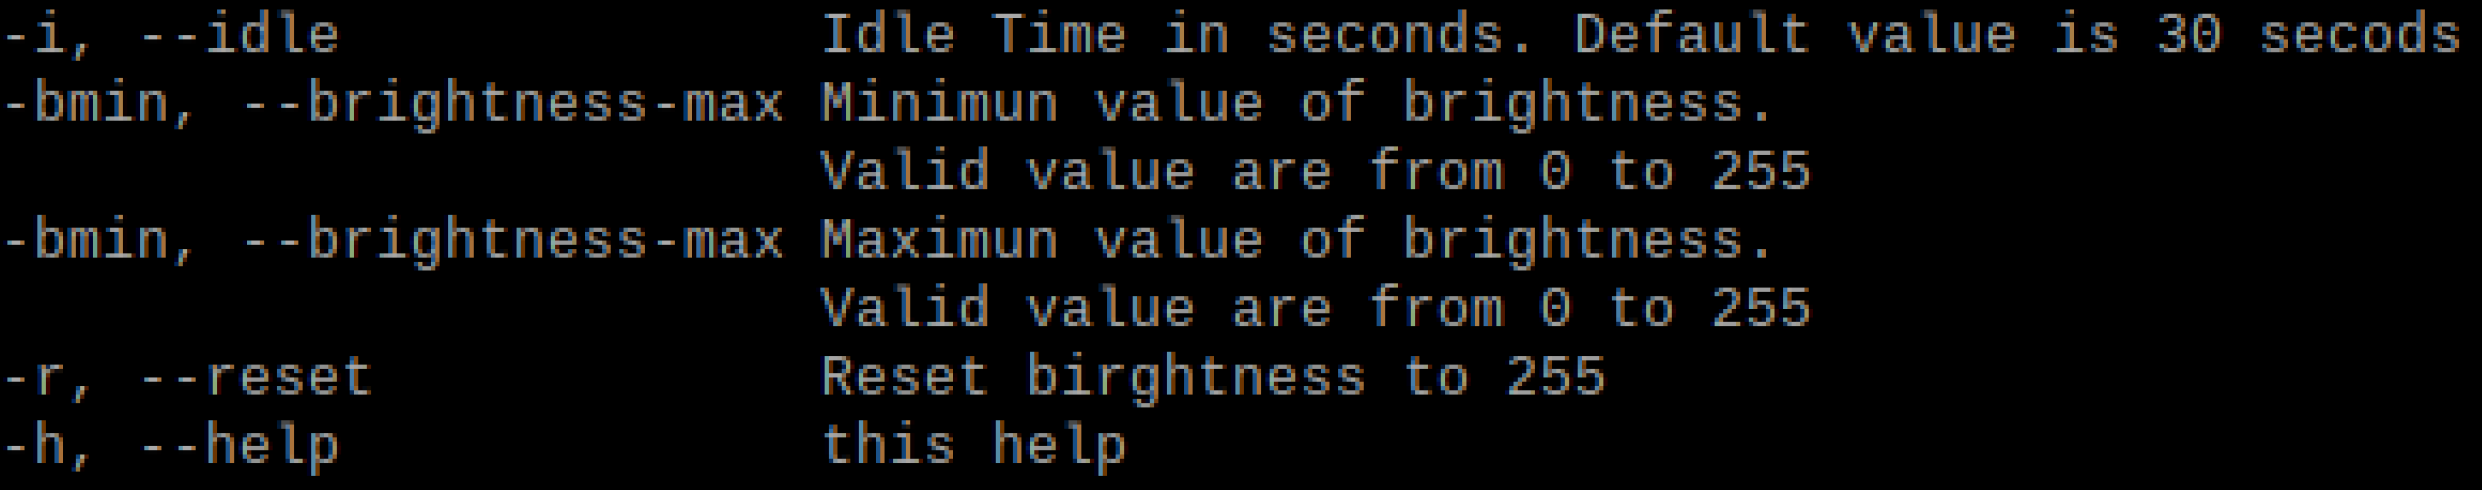 -i, --idle Idle Time in seconds. Default value is 30 secods
-bmin, --brightness-max Minimun value of brightness.
Valid value are from 0 to 255
-bmin, --brightness-max Maximun value of brightness.
Valid value are from 0 to 255
-r, --reset Reset birghtness to 255
-h, --help this help